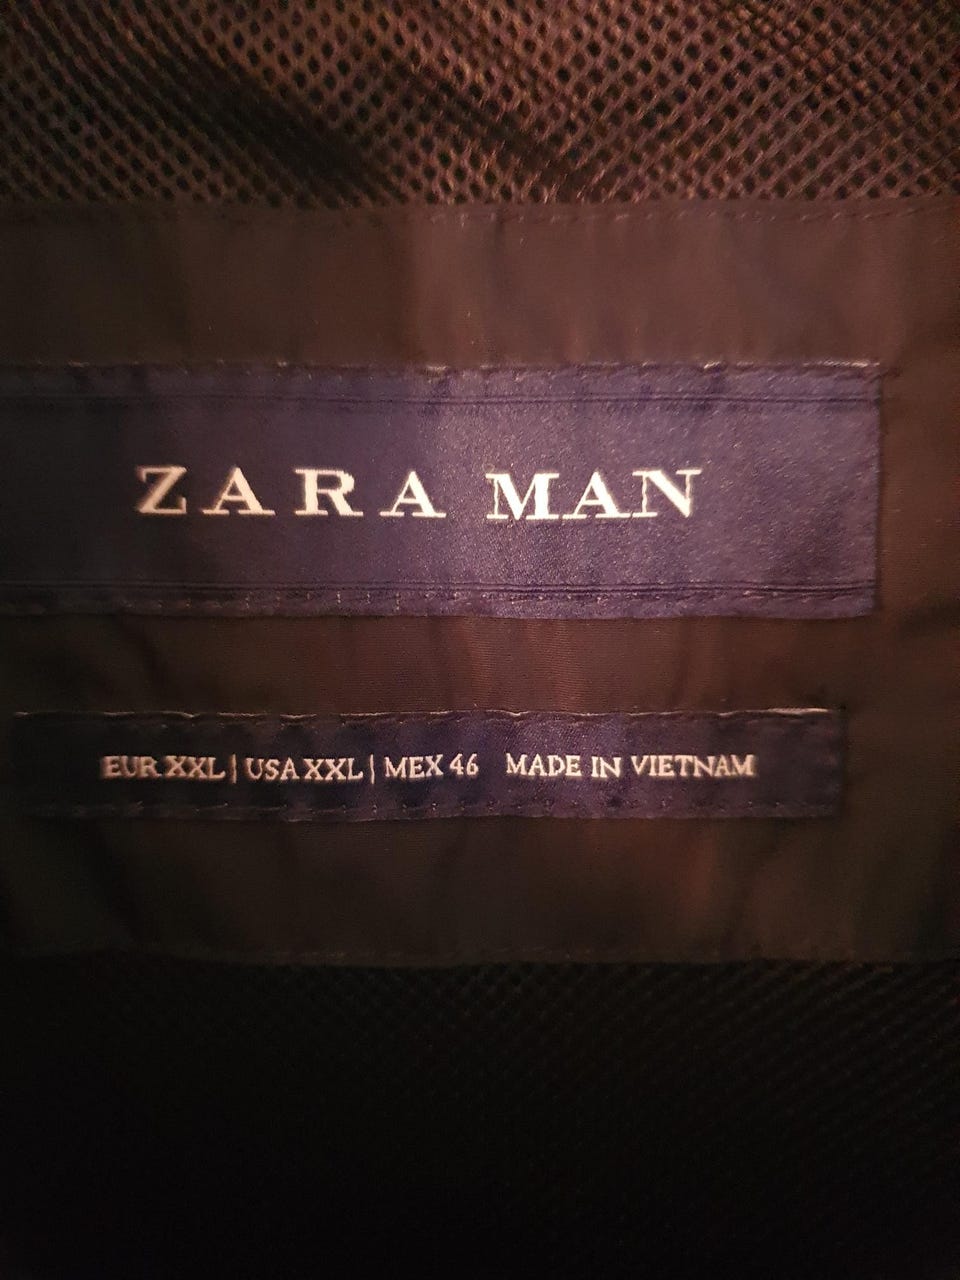 ZARA MAN
EUR XXL | USA XXL | MEX 46 MADE IN VIETNAM